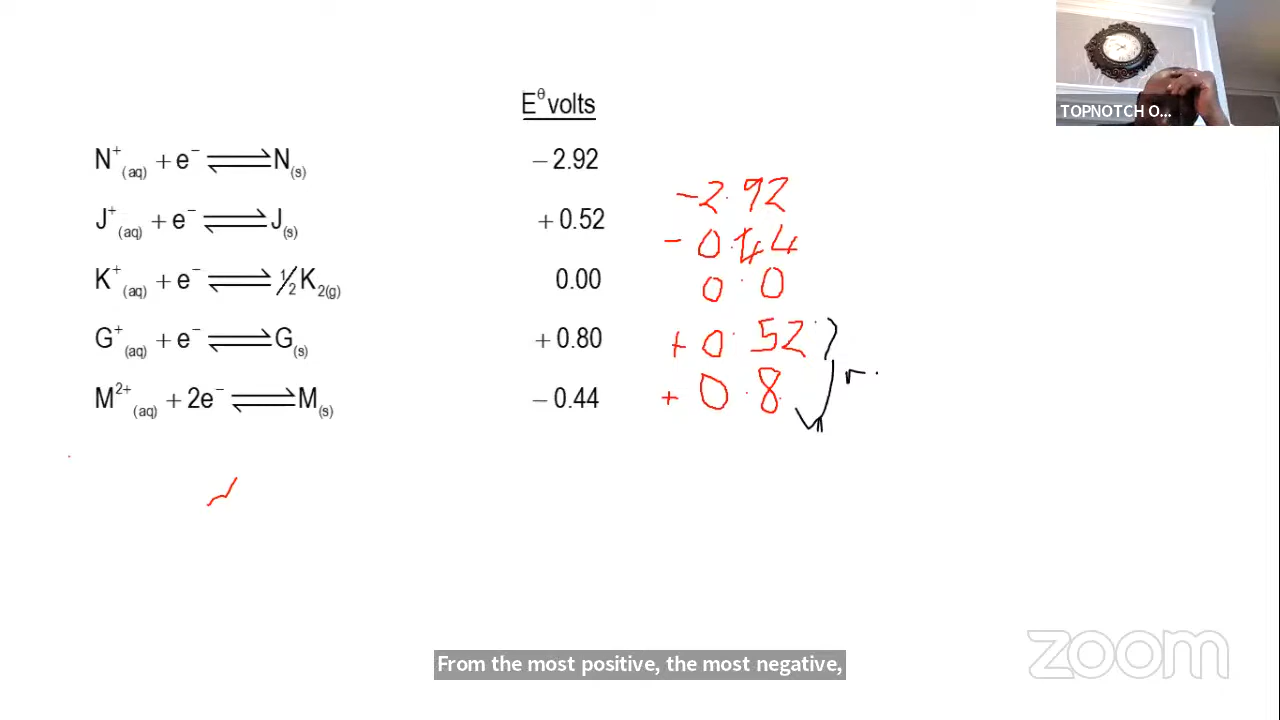 TOPNOTCH O...
E^θ volts
N⁺(aq) + e⁻ ⇌ N(s) − 2.92
J⁺(aq) + e⁻ ⇌ J(s) + 0.52
K⁺(aq) + e⁻ ⇌ ½K₂(g) 0.00
G⁺(aq) + e⁻ ⇌ G(s) + 0.80
M²⁺(aq) + 2e⁻ ⇌ M(s) − 0.44
-2.92
-0.44
0.0
+0.52
+0.8
r.
From the most positive, the most negative,
zoom